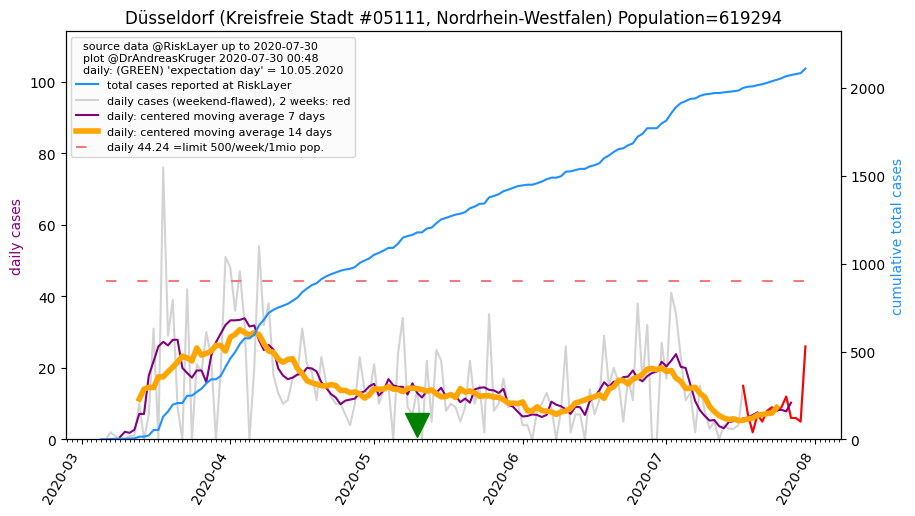 Düsseldorf (Kreisfreie Stadt #05111, Nordrhein-Westfalen) Population=619294
source data @RiskLayer up to 2020-07-30
plot @DrAndreasKruger 2020-07-30 00:48
daily: (GREEN) 'expectation day' = 10.05.2020
total cases reported at RiskLayer
daily cases (weekend-flawed), 2 weeks: red
daily: centered moving average 7 days
daily: centered moving average 14 days
daily 44.24 =limit 500/week/1mio pop.
daily cases
100
80
60
40
20
0
cumulative total cases
2000
1500
1000
500
0
2020-03
2020-04
2020-05
2020-06
2020-07
2020-08